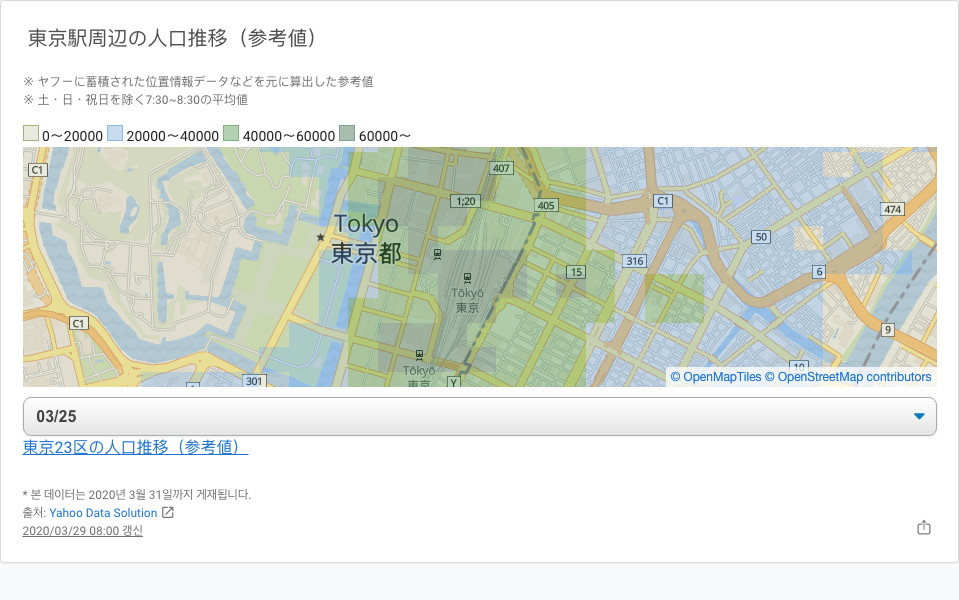 東京駅周辺の人口推移（参考値）
※ ヤフーに蓄積された位置情報データなどを元に算出した参考値
※ 土・日・祝日を除く7:30~8:30の平均値
0〜20000 20000〜40000 40000〜60000 60000〜
C1
407
1;20
405
C1
474
Tokyo
東京都
50
316
15
6
Tōkyō
東京
C1
9
Tōkyō
東京
301
Y
10
© OpenMapTiles © OpenStreetMap contributors
03/25
東京23区の人口推移（参考値）
* 본 데이터는 2020년 3월 31일까지 게재됩니다.
출처: Yahoo Data Solution
2020/03/29 08:00 갱신